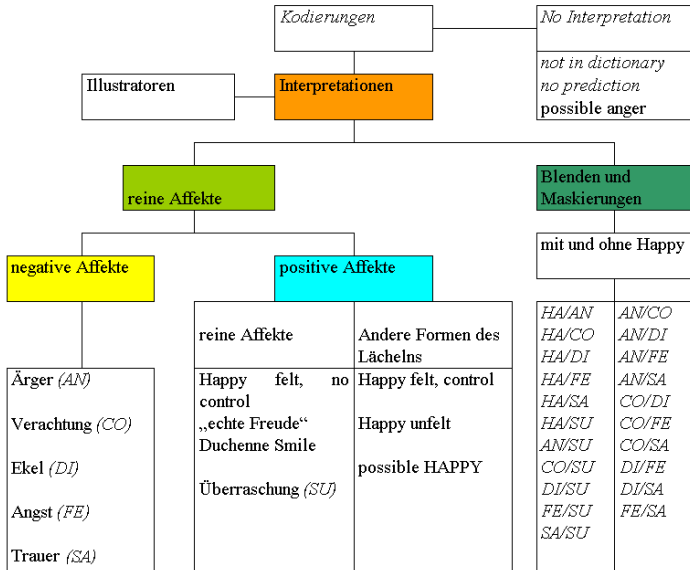 Kodierungen
No Interpretation
not in dictionary
no prediction
possible anger
Illustratoren
Interpretationen
reine Affekte
Blenden und
Maskierungen
mit und ohne Happy
negative Affekte
positive Affekte
Ärger (AN)
Verachtung (CO)
Ekel (DI)
Angst (FE)
Trauer (SA)
reine Affekte
Happy felt, no
control
„echte Freude“
Duchenne Smile
Überraschung (SU)
Andere Formen des
Lächelns
Happy felt, control
Happy unfelt
possible HAPPY
HA/AN
HA/CO
HA/DI
HA/FE
HA/SA
HA/SU
AN/SU
CO/SU
DI/SU
FE/SU
SA/SU
AN/CO
AN/DI
AN/FE
AN/SA
CO/DI
CO/FE
CO/SA
DI/FE
DI/SA
FE/SA